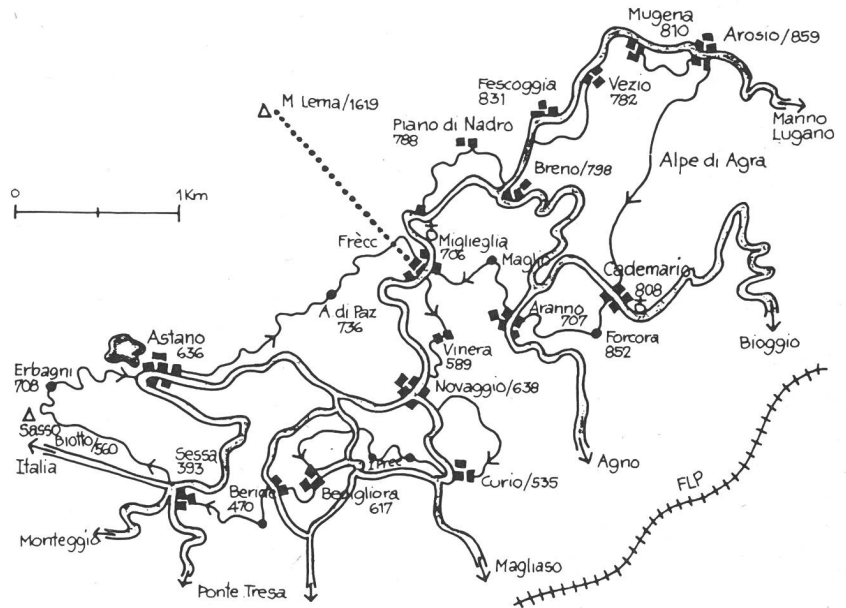 Mugena
810
Arosio/859
Fescoggia
831
Vezio
782
M Lema/1619
Manno
Lugano
Piano di Nadro
788
Breno/798
Alpe di Agra
0
1Km
Frècc
Miglieglia
706
Maglio
Cademario
808
A di Paz
736
Aranno
707
Astano
636
Vinera
589
Forcora
852
Bioggio
Erbagni
708
Novaggio/638
Sasso
Biotto/560
Sessa
393
Italia
Agno
FLP
Beride
470
Bedigliora
617
Pree
Curio/535
Monteggio
Magliaso
Ponte Tresa